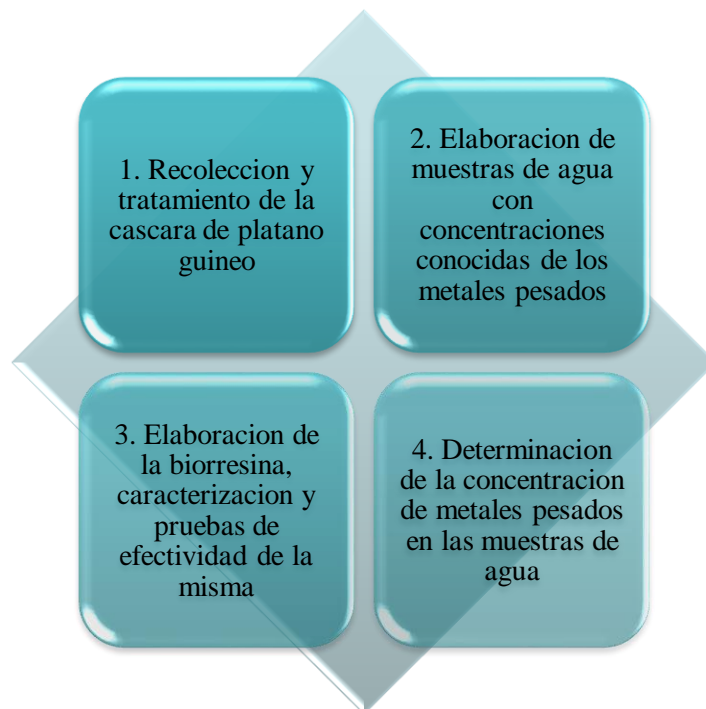 1. Recoleccion y
tratamiento de la
cascara de platano
guineo
2. Elaboracion de
muestras de agua
con
concentraciones
conocidas de los
metales pesados
3. Elaboracion de
la biorresina,
caracterizacion y
pruebas de
efectividad de la
misma
4. Determinacion
de la concentracion
de metales pesados
en las muestras de
agua